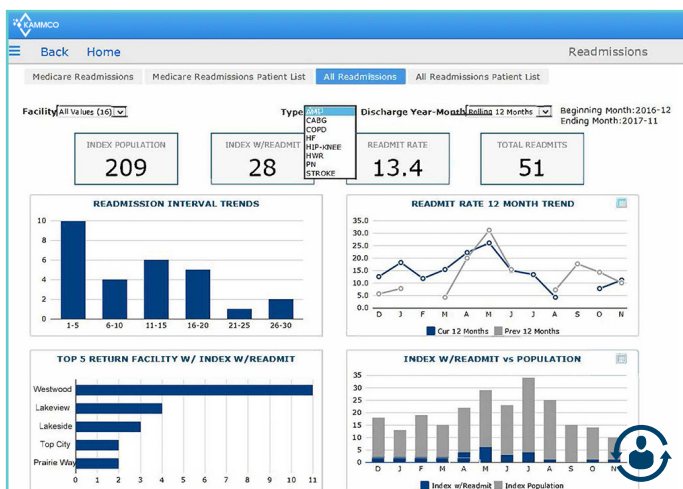 KAMMCO
Back Home Readmissions
Medicare Readmissions Medicare Readmissions Patient List All Readmissions All Readmissions Patient List
Facility All Values (16) Type AMI Discharge Year-Month Rolling 12 Months Beginning Month:2016-12
Ending Month:2017-11
CABG
COPD
HF
HIP-KNEE
HWR
PN
STROKE
INDEX POPULATION
209
INDEX W/READMIT
28
READMIT RATE
13.4
TOTAL READMITS
51
READMISSION INTERVAL TRENDS
10
8
6
4
2
0
1-5 6-10 11-15 16-20 21-25 26-30
READMIT RATE 12 MONTH TREND
35.0
30.0
25.0
20.0
15.0
10.0
5.0
0.0
D J F M A M J J A S O N
Cur 12 Months Prev 12 Months
TOP 5 RETURN FACILITY W/ INDEX W/READMIT
Westwood
Lakeview
Lakeside
Top City
Prairie Way
0 1 2 3 4 5 6 7 8 9 10 11
INDEX W/READMIT vs POPULATION
35
30
25
20
15
10
5
0
D J F M A M J J A S O N
Index w/Readmit Index Population